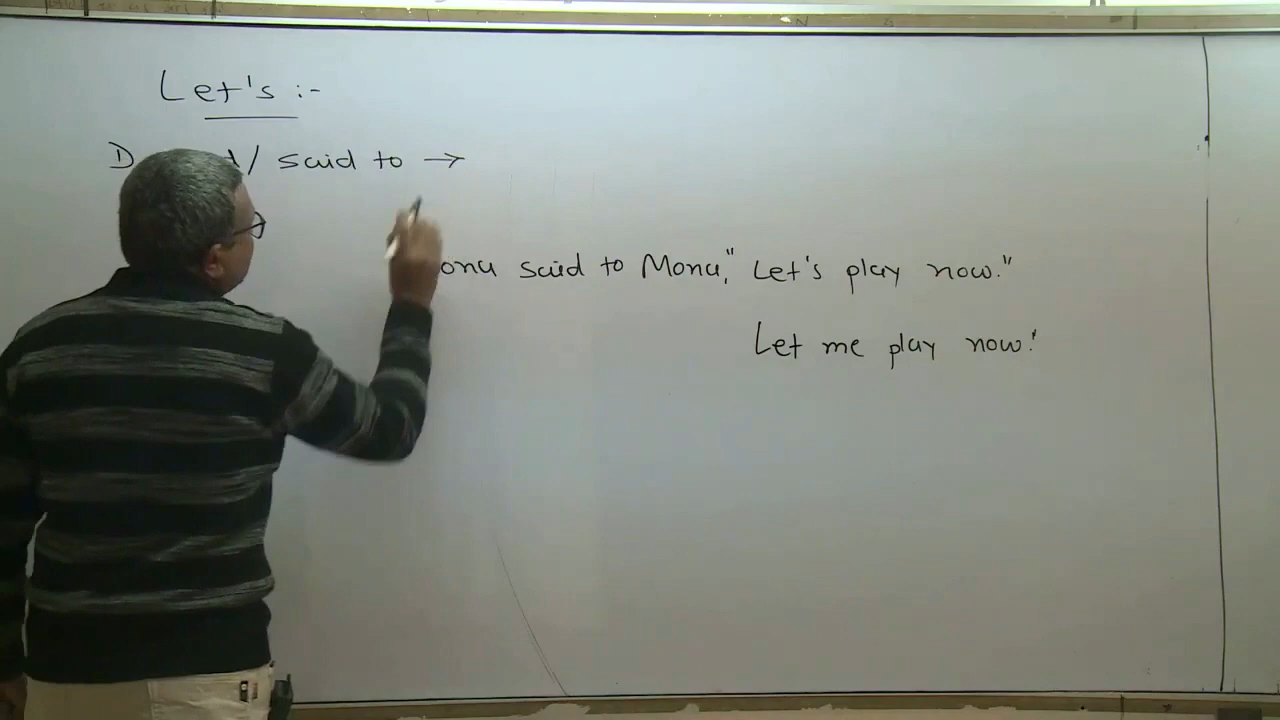 Let's :-
D / said to →
said to Monu," Let's play now."
Let me play now!